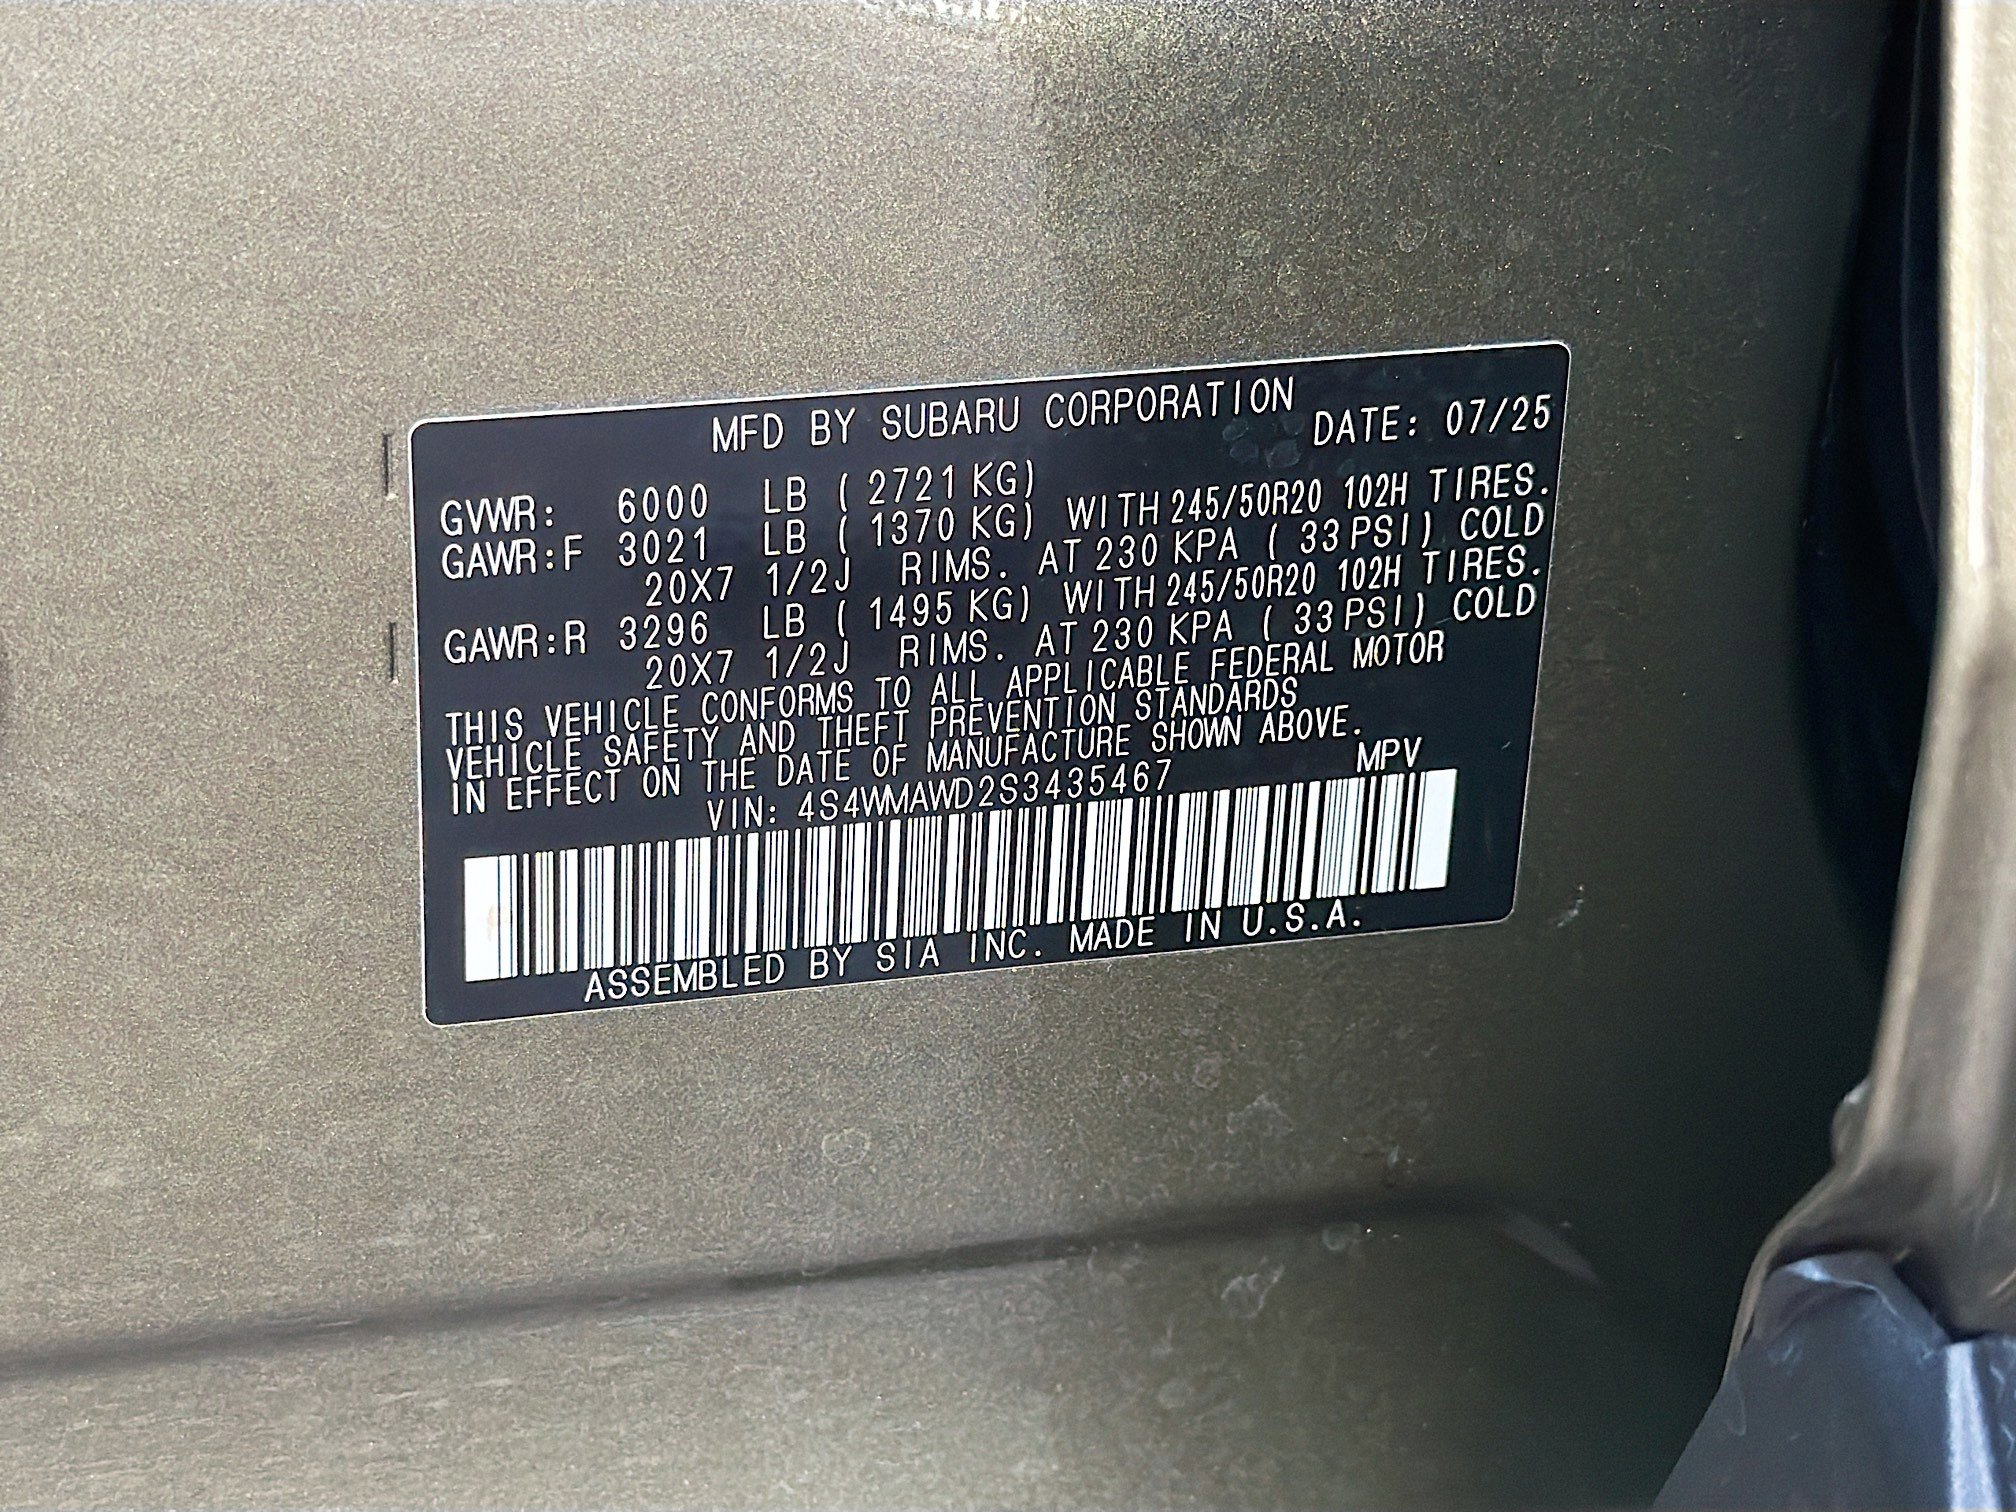 MFD BY SUBARU CORPORATION
DATE: 07/25
GVWR: 6000 LB ( 2721 KG)
GAWR:F 3021 LB ( 1370 KG) WITH 245/50R20 102H TIRES.
20X7 1/2J RIMS. AT 230 KPA ( 33 PSI) COLD
GAWR:R 3296 LB ( 1495 KG) WITH 245/50R20 102H TIRES.
20X7 1/2J RIMS. AT 230 KPA ( 33 PSI) COLD
THIS VEHICLE CONFORMS TO ALL APPLICABLE FEDERAL MOTOR
VEHICLE SAFETY AND THEFT PREVENTION STANDARDS
IN EFFECT ON THE DATE OF MANUFACTURE SHOWN ABOVE.
VIN: 4S4WMAWD2S3435467 MPV
ASSEMBLED BY SIA INC. MADE IN U.S.A.